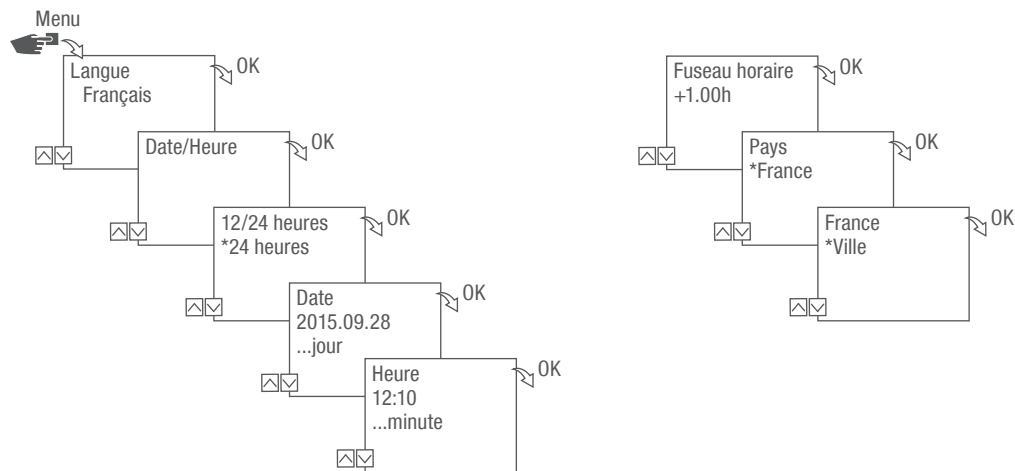 Menu
Langue
Français
OK
Date/Heure
OK
12/24 heures
*24 heures
OK
Date
2015.09.28
...jour
OK
Heure
12:10
...minute
OK
Fuseau horaire
+1.00h
OK
Pays
*France
OK
France
*Ville
OK